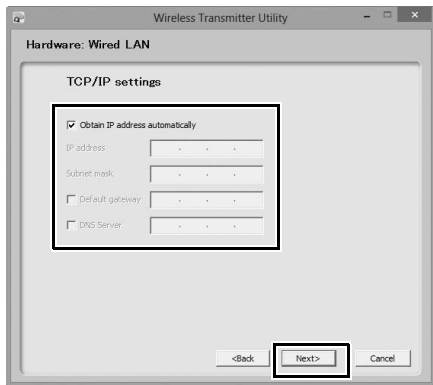 Wireless Transmitter Utility
Hardware: Wired LAN
TCP/IP settings
Obtain IP address automatically
IP address
Subnet mask
Default gateway
DNS Server
<Back
Next>
Cancel